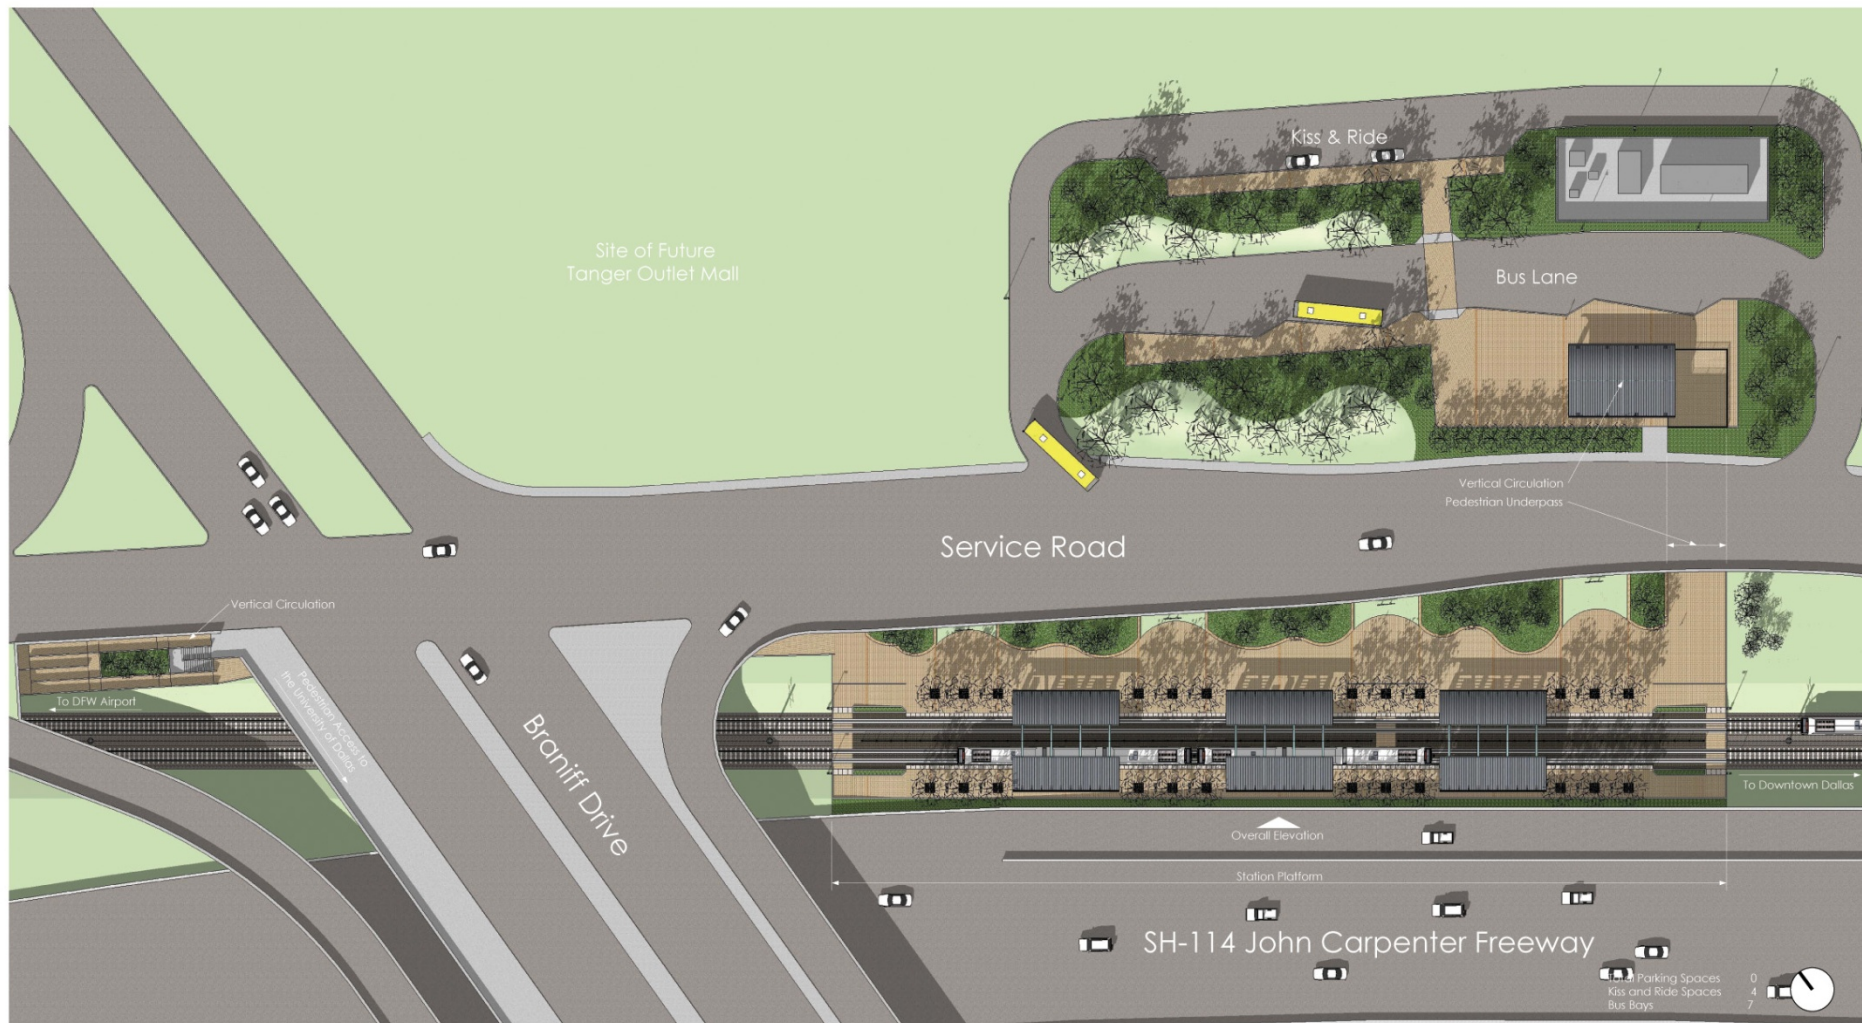 Kiss & Ride
Site of Future
Tanger Outlet Mall
Bus Lane
Vertical Circulation
Pedestrian Underpass
Service Road
Vertical Circulation
To DFW Airport
Pedestrian Access to
the University of Dallas
Braniff Drive
To Downtown Dallas
Overall Elevation
Station Platform
SH-114 John Carpenter Freeway
Total Parking Spaces 0
Kiss and Ride Spaces 4
Bus Bays 7